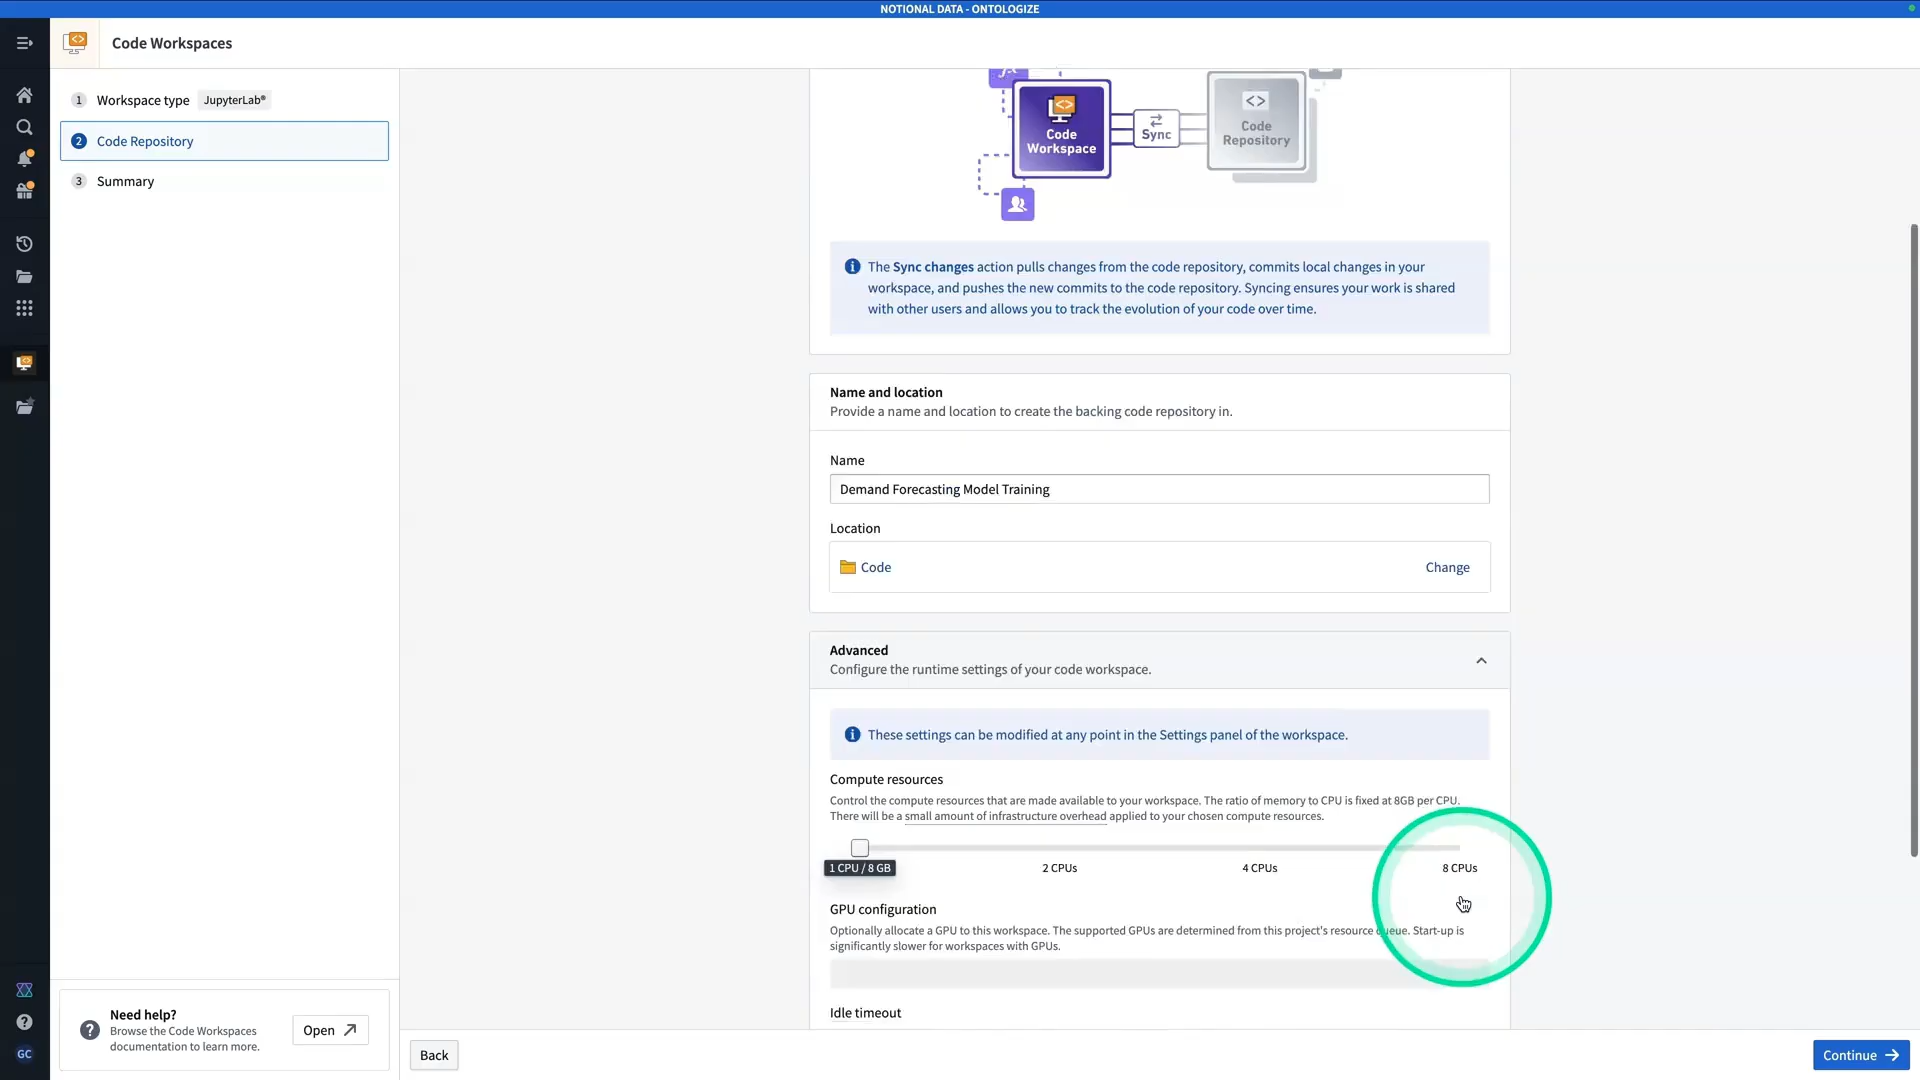 NOTIONAL DATA - ONTOLOGIZE
Code Workspaces
1 Workspace type JupyterLab®
2 Code Repository
3 Summary
Code Workspace
Sync
Code Repository
The Sync changes action pulls changes from the code repository, commits local changes in your
workspace, and pushes the new commits to the code repository. Syncing ensures your work is shared
with other users and allows you to track the evolution of your code over time.
Name and location
Provide a name and location to create the backing code repository in.
Name
Demand Forecasting Model Training
Location
Code Change
Advanced
Configure the runtime settings of your code workspace.
These settings can be modified at any point in the Settings panel of the workspace.
Compute resources
Control the compute resources that are made available to your workspace. The ratio of memory to CPU is fixed at 8GB per CPU.
There will be a small amount of infrastructure overhead applied to your chosen compute resources.
1 CPU / 8 GB 2 CPUs 4 CPUs 8 CPUs
GPU configuration
Optionally allocate a GPU to this workspace. The supported GPUs are determined from this project's resource queue. Start-up is
significantly slower for workspaces with GPUs.
Idle timeout
Need help?
Browse the Code Workspaces
documentation to learn more.
Open
GC
Back
Continue